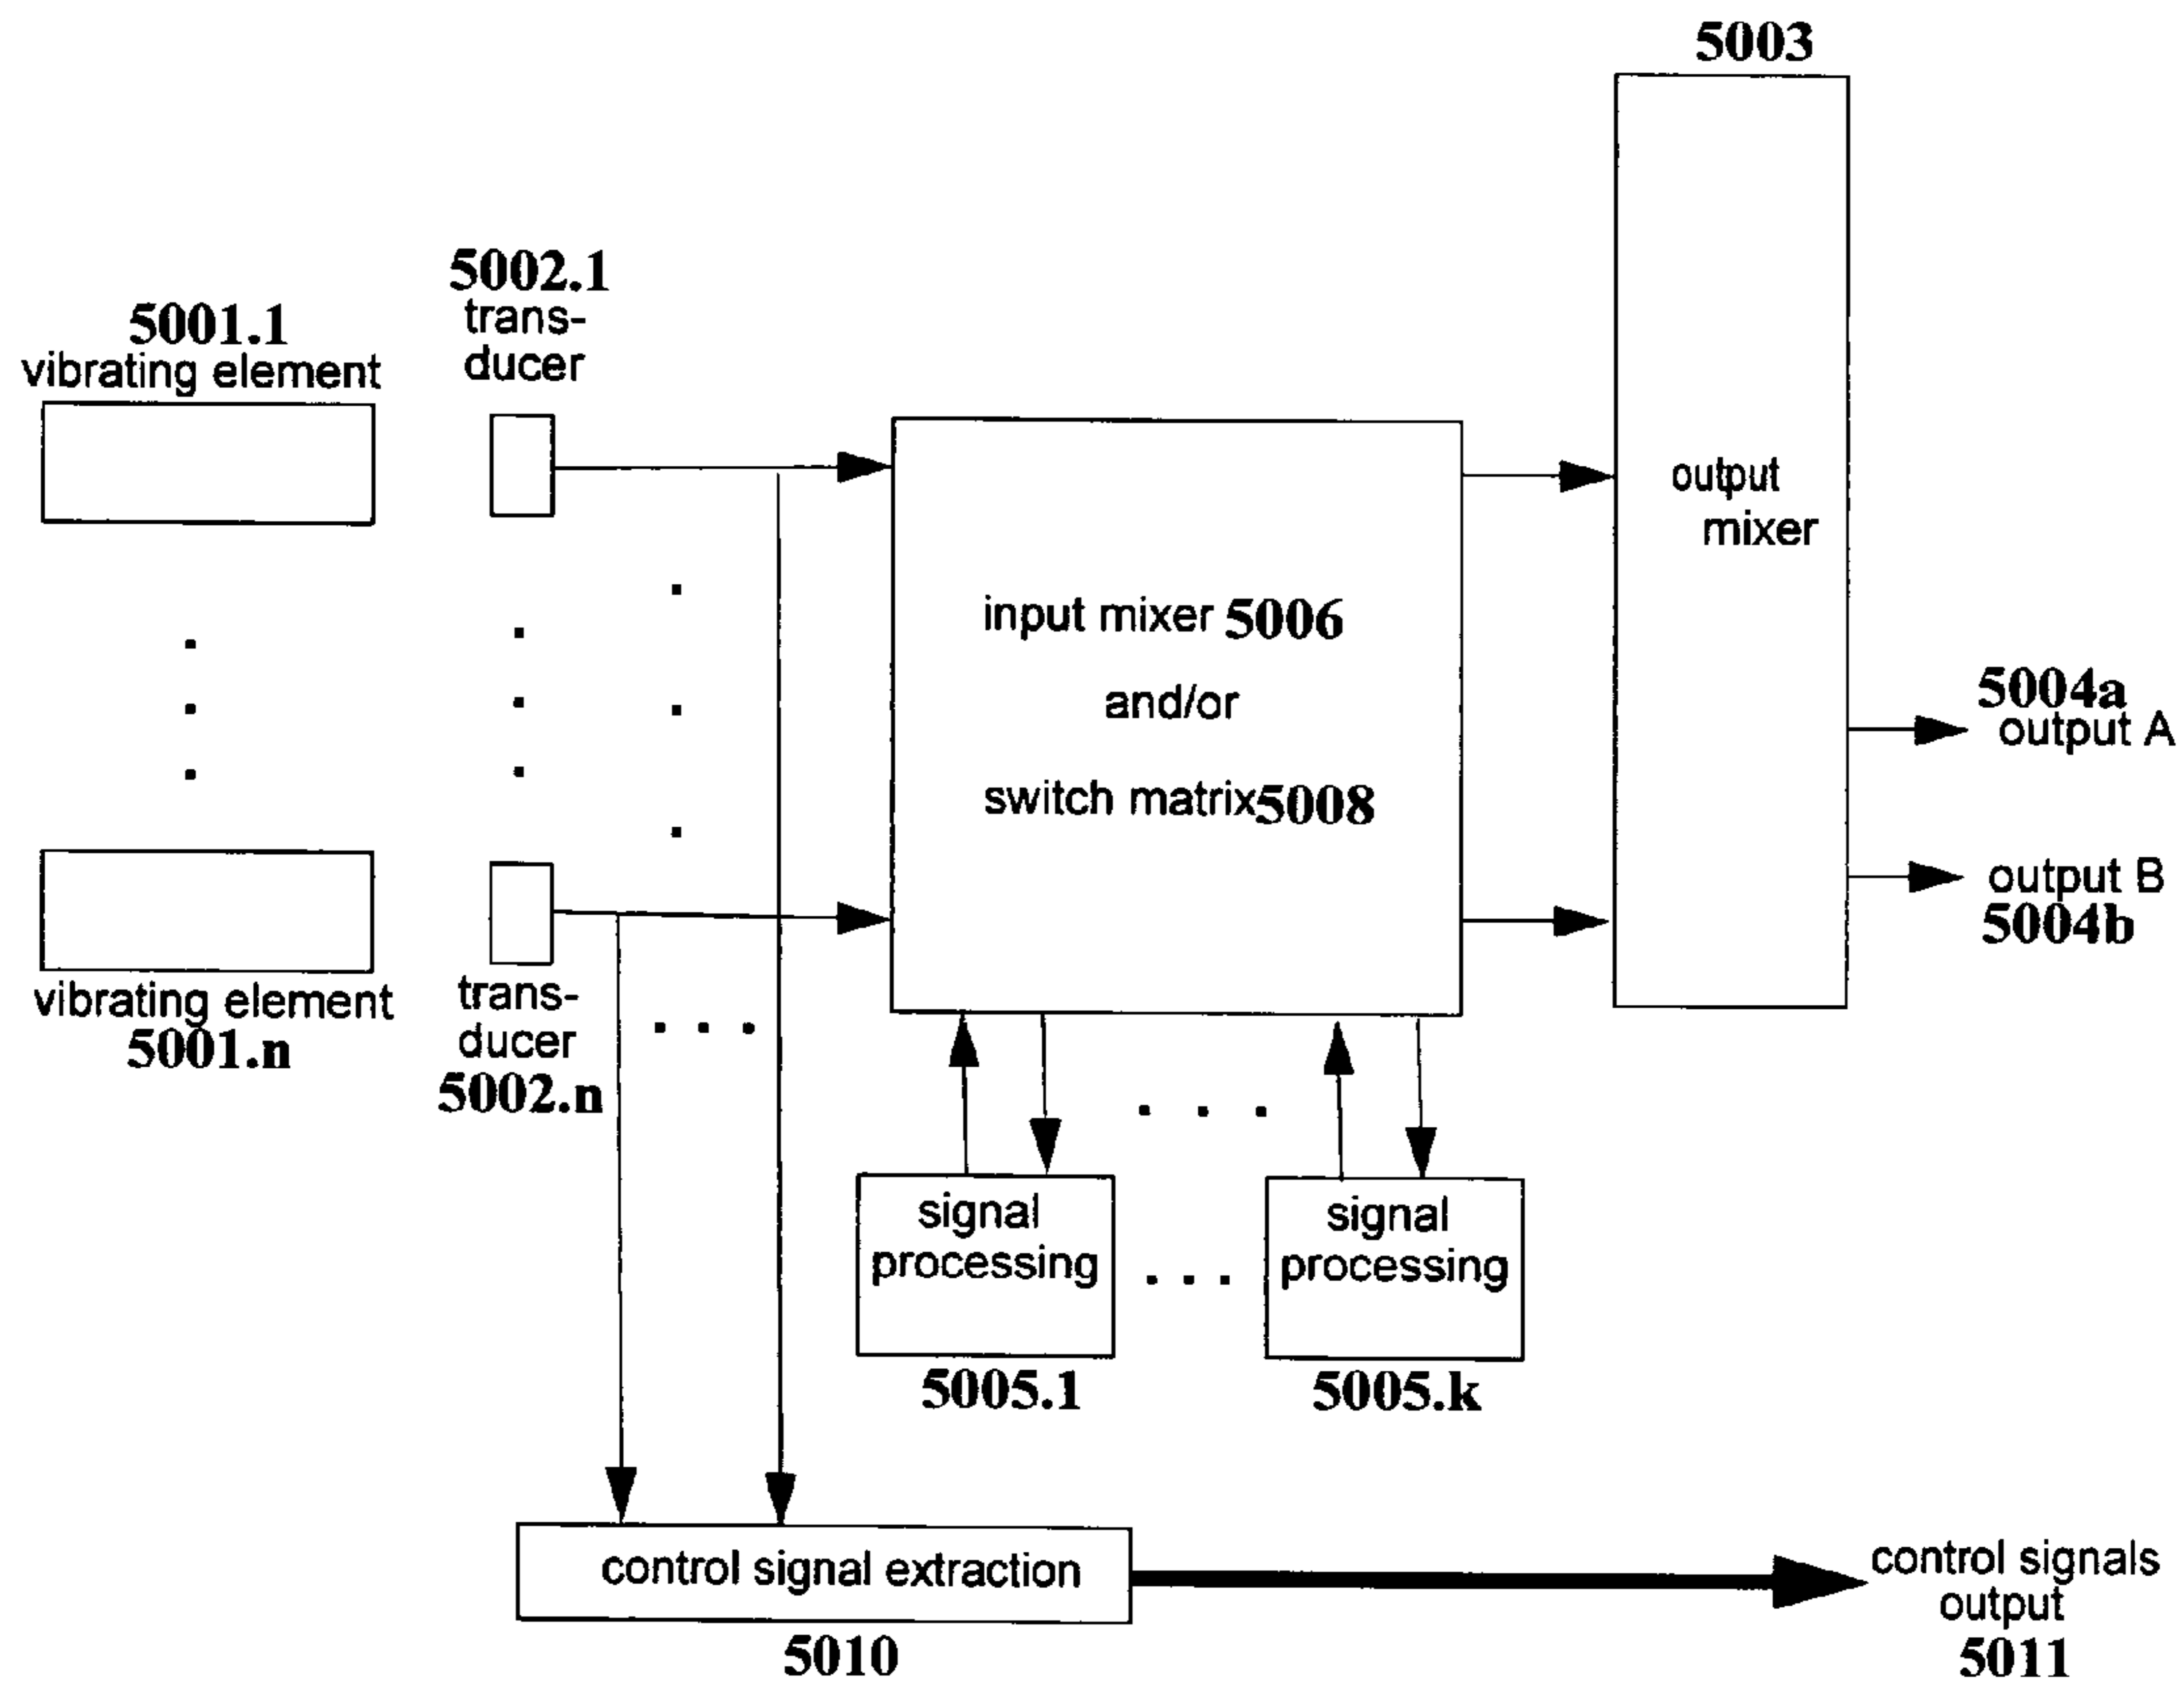 5003
5002.1
trans-
ducer
5001.1
vibrating element
output
mixer
input mixer 5006
and/or
switch matrix5008
5004a
output A
output B
5004b
vibrating element
5001.n
trans-
ducer
5002.n
signal
processing
5005.1
signal
processing
5005.k
control signal extraction
5010
control signals
output
5011